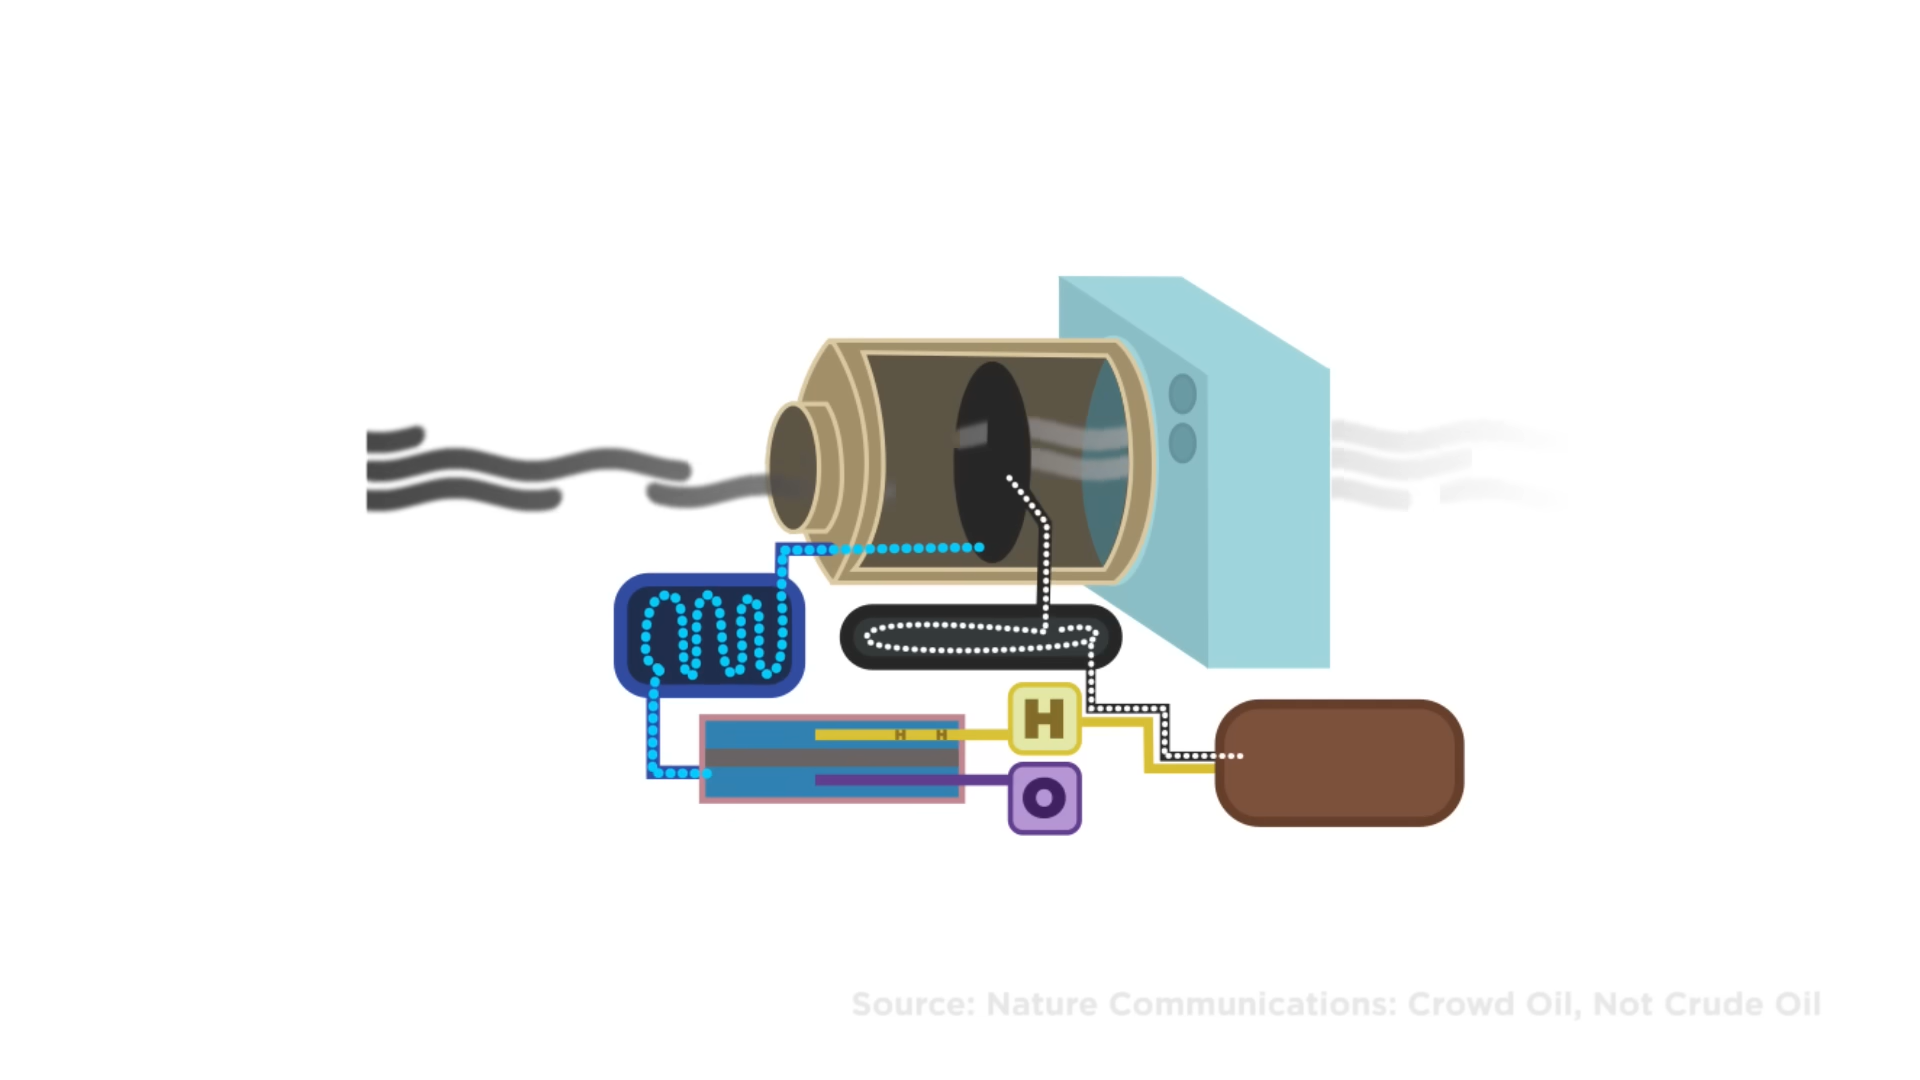 H
H H
O
Source: Nature Communications: Crowd Oil, Not Crude Oil